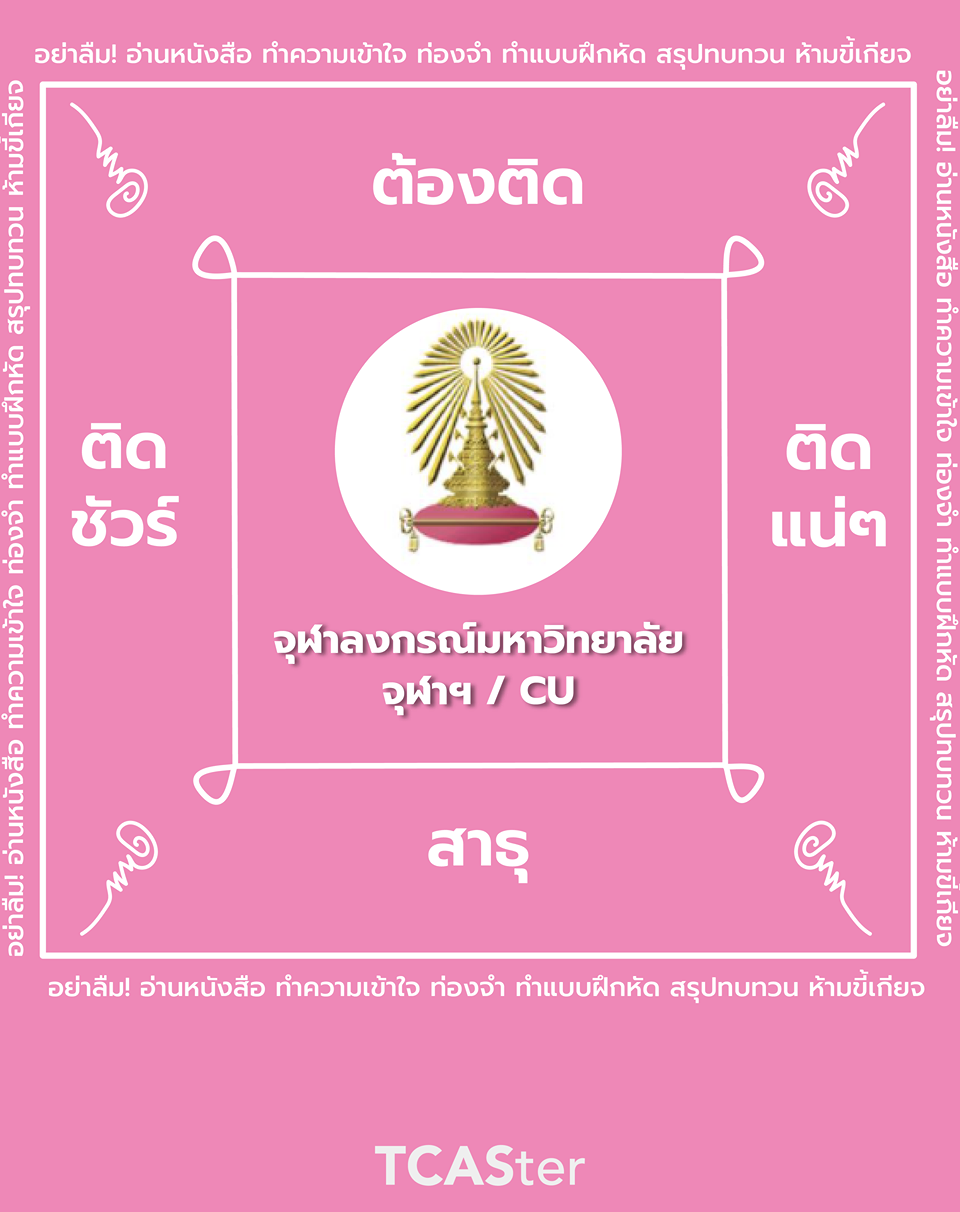 อย่าลืม! อ่านหนังสือ ทำความเข้าใจ ท่องจำ ทำแบบฝึกหัด สรุปทบทวน ห้ามขี้เกียจ
อย่าลืม! อ่านหนังสือ ทำความเข้าใจ ท่องจำ ทำแบบฝึกหัด สรุปทบทวน ห้ามขี้เกียจ
อย่าลืม! อ่านหนังสือ ทำความเข้าใจ ท่องจำ ทำแบบฝึกหัด สรุปทบทวน ห้ามขี้เกียจ
ต้องติด
ติด
ชัวร์
ติด
แน่ๆ
จุฬาลงกรณ์มหาวิทยาลัย
จุฬาฯ / CU
สาธุ
อย่าลืม! อ่านหนังสือ ทำความเข้าใจ ท่องจำ ทำแบบฝึกหัด สรุปทบทวน ห้ามขี้เกียจ
TCASter